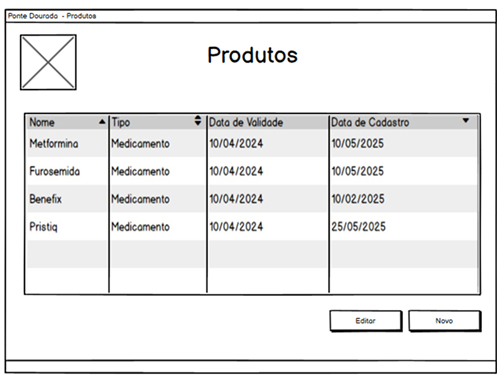 Ponte Dourada - Produtos
Produtos
Nome Tipo Data de Validade Data de Cadastro
Metformina Medicamento 10/04/2024 10/05/2025
Furosemida Medicamento 10/04/2024 10/05/2025
Benefix Medicamento 10/04/2024 10/02/2025
Pristiq Medicamento 10/04/2024 25/05/2025
Editar Novo